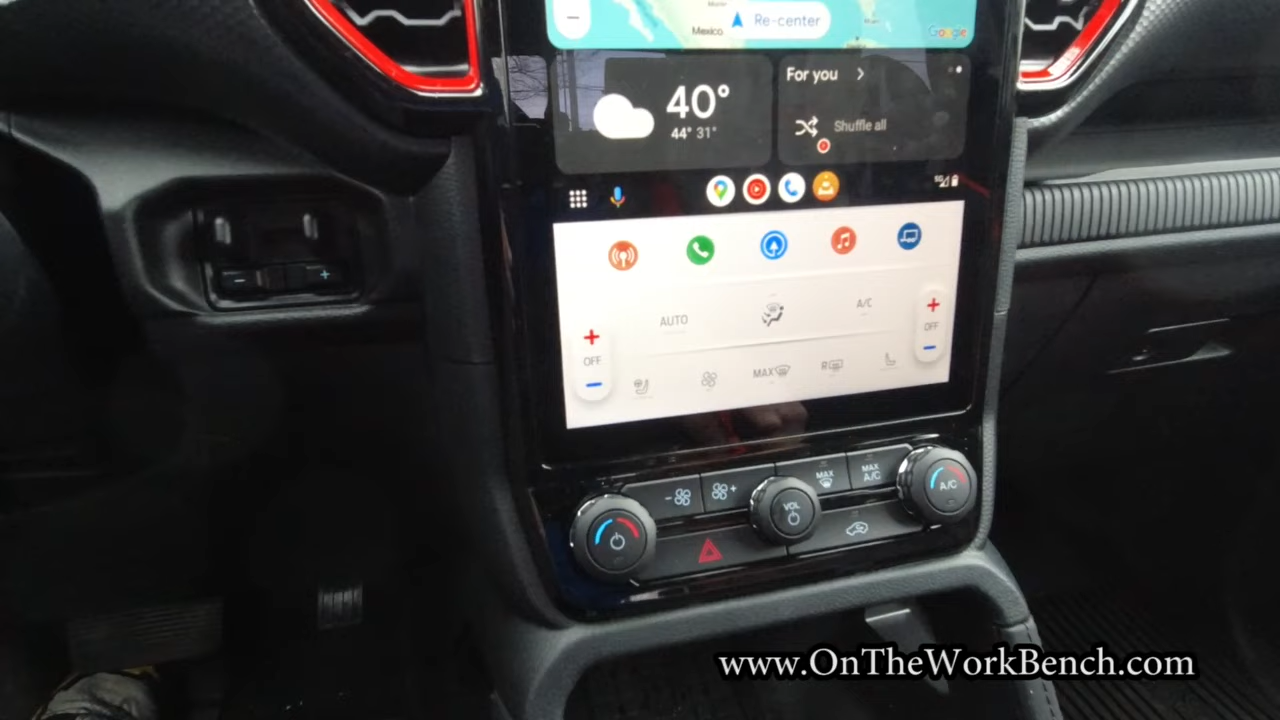 Mexico
Re-center
Google
40°
44° 31°
For you
Shuffle all
5G
AUTO
A/C
OFF
OFF
MAX
R
MAX
MAX
A/C
VOL
A/C
www.OnTheWorkBench.com